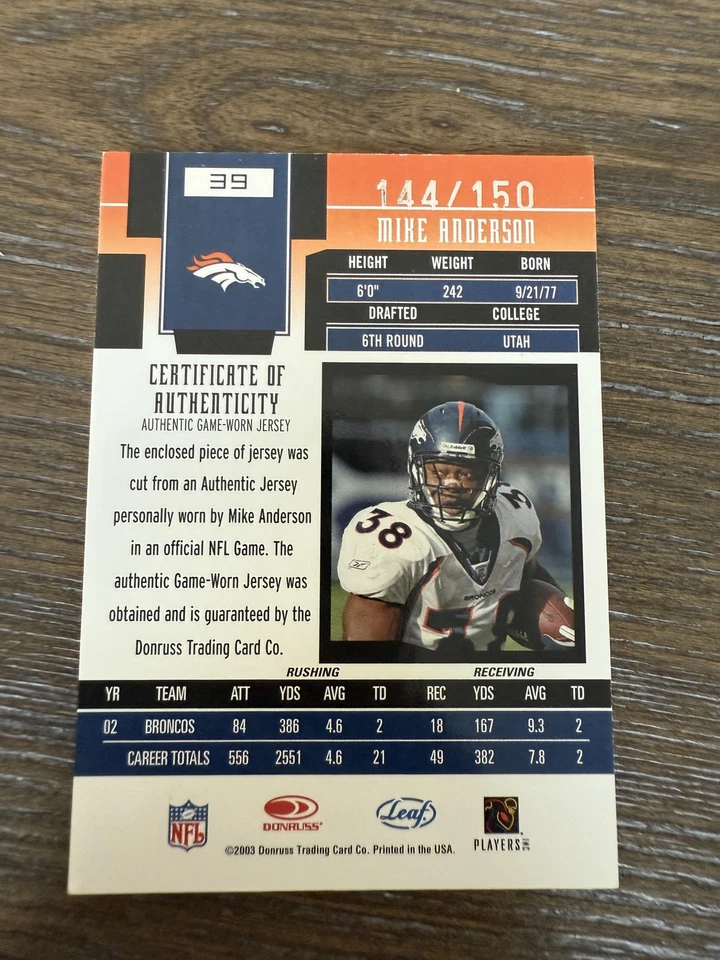 39
144/150
MIKE ANDERSON
HEIGHT WEIGHT BORN
6'0" 242 9/21/77
DRAFTED COLLEGE
6TH ROUND UTAH
CERTIFICATE OF
AUTHENTICITY
AUTHENTIC GAME-WORN JERSEY
The enclosed piece of jersey was
cut from an Authentic Jersey
personally worn by Mike Anderson
in an official NFL Game. The
authentic Game-Worn Jersey was
obtained and is guaranteed by the
Donruss Trading Card Co.
Riddell
38
38
BRONCOS
38
RUSHING RECEIVING
YR TEAM ATT YDS AVG TD REC YDS AVG TD
02 BRONCOS 84 386 4.6 2 18 167 9.3 2
CAREER TOTALS 556 2551 4.6 21 49 382 7.8 2
NFL
DONRUSS
Leaf
PLAYERS INC
©2003 Donruss Trading Card Co. Printed in the USA.